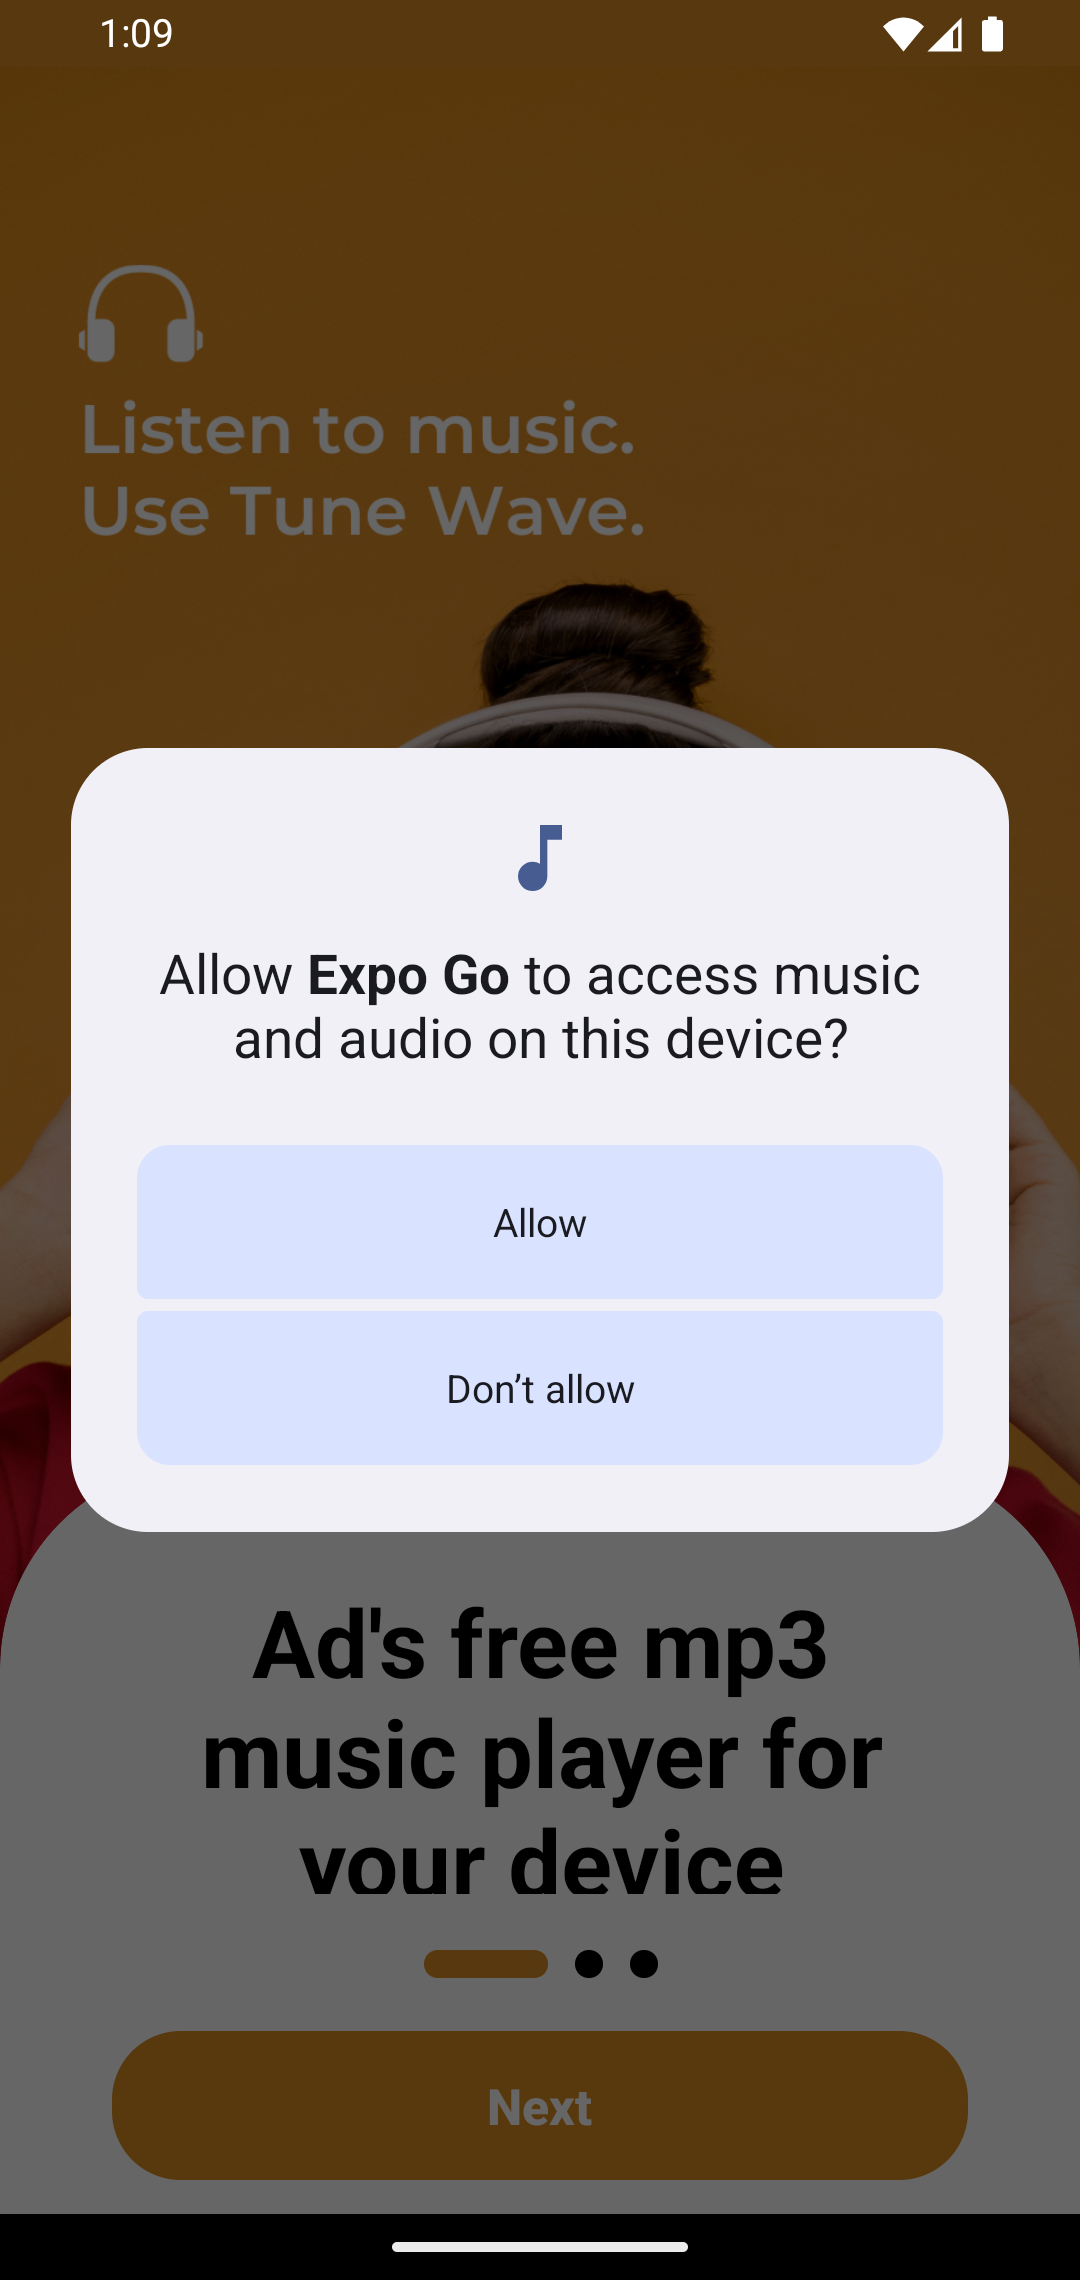 1:09
Listen to music.
Use Tune Wave.
Allow Expo Go to access music
and audio on this device?
Allow
Don’t allow
Ad's free mp3
music player for
your device
Next